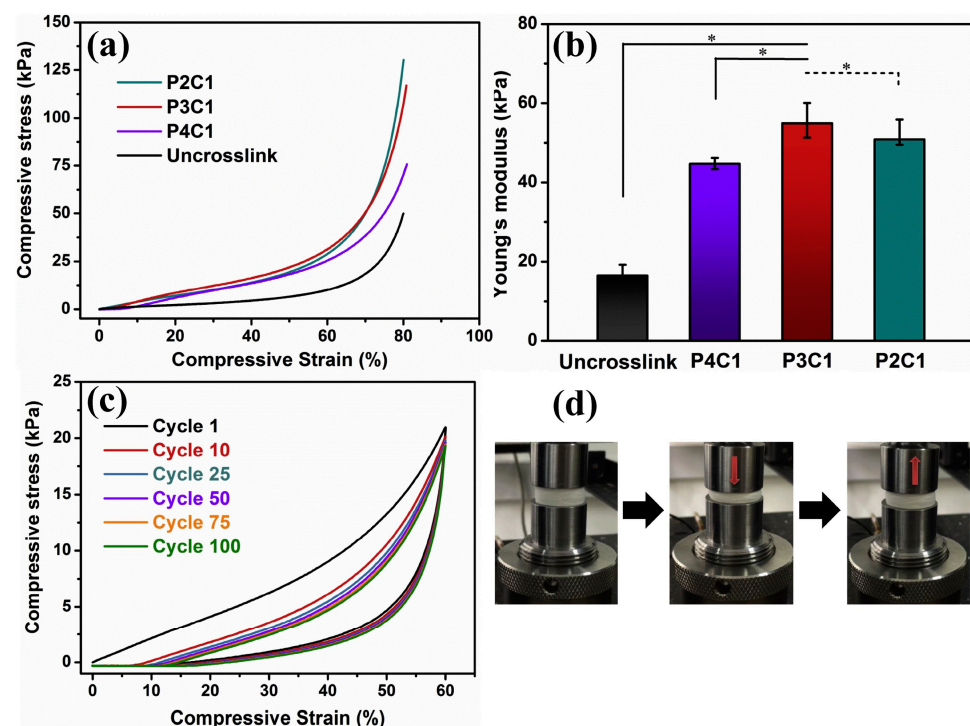 (a)
Compressive stress (kPa)
150
125
100
75
50
25
0
P2C1
P3C1
P4C1
Uncrosslink
0 20 40 60 80 100
Compressive Strain (%)
(b)
Young's modulus (kPa)
80
60
40
20
0
*
*
*
Uncrosslink P4C1 P3C1 P2C1
(c)
Compressive stress (kPa)
25
20
15
10
5
0
Cycle 1
Cycle 10
Cycle 25
Cycle 50
Cycle 75
Cycle 100
0 10 20 30 40 50 60
Compressive Strain (%)
(d)